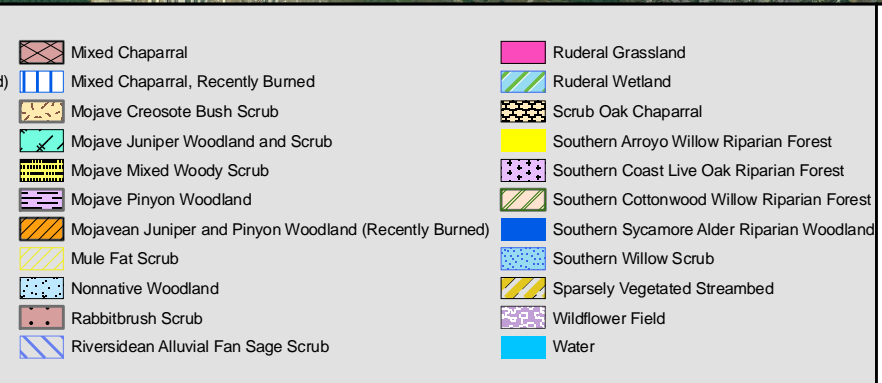 Mixed Chaparral
d)
Mixed Chaparral, Recently Burned
Mojave Creosote Bush Scrub
Mojave Juniper Woodland and Scrub
Mojave Mixed Woody Scrub
Mojave Pinyon Woodland
Mojavean Juniper and Pinyon Woodland (Recently Burned)
Mule Fat Scrub
Nonnative Woodland
Rabbitbrush Scrub
Riversidean Alluvial Fan Sage Scrub
Ruderal Grassland
Ruderal Wetland
Scrub Oak Chaparral
Southern Arroyo Willow Riparian Forest
Southern Coast Live Oak Riparian Forest
Southern Cottonwood Willow Riparian Forest
Southern Sycamore Alder Riparian Woodland
Southern Willow Scrub
Sparsely Vegetated Streambed
Wildflower Field
Water